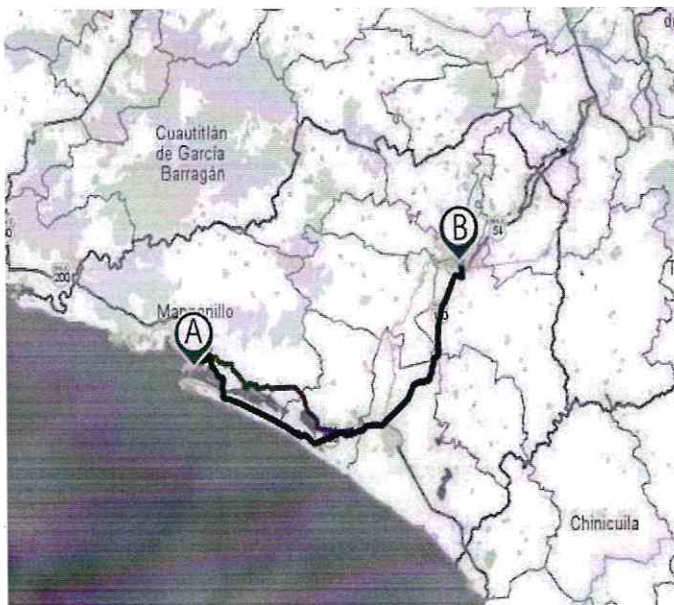 Cuautitlán
de García
Barragán
B
54
200
Manzanillo
A
Chinicuila